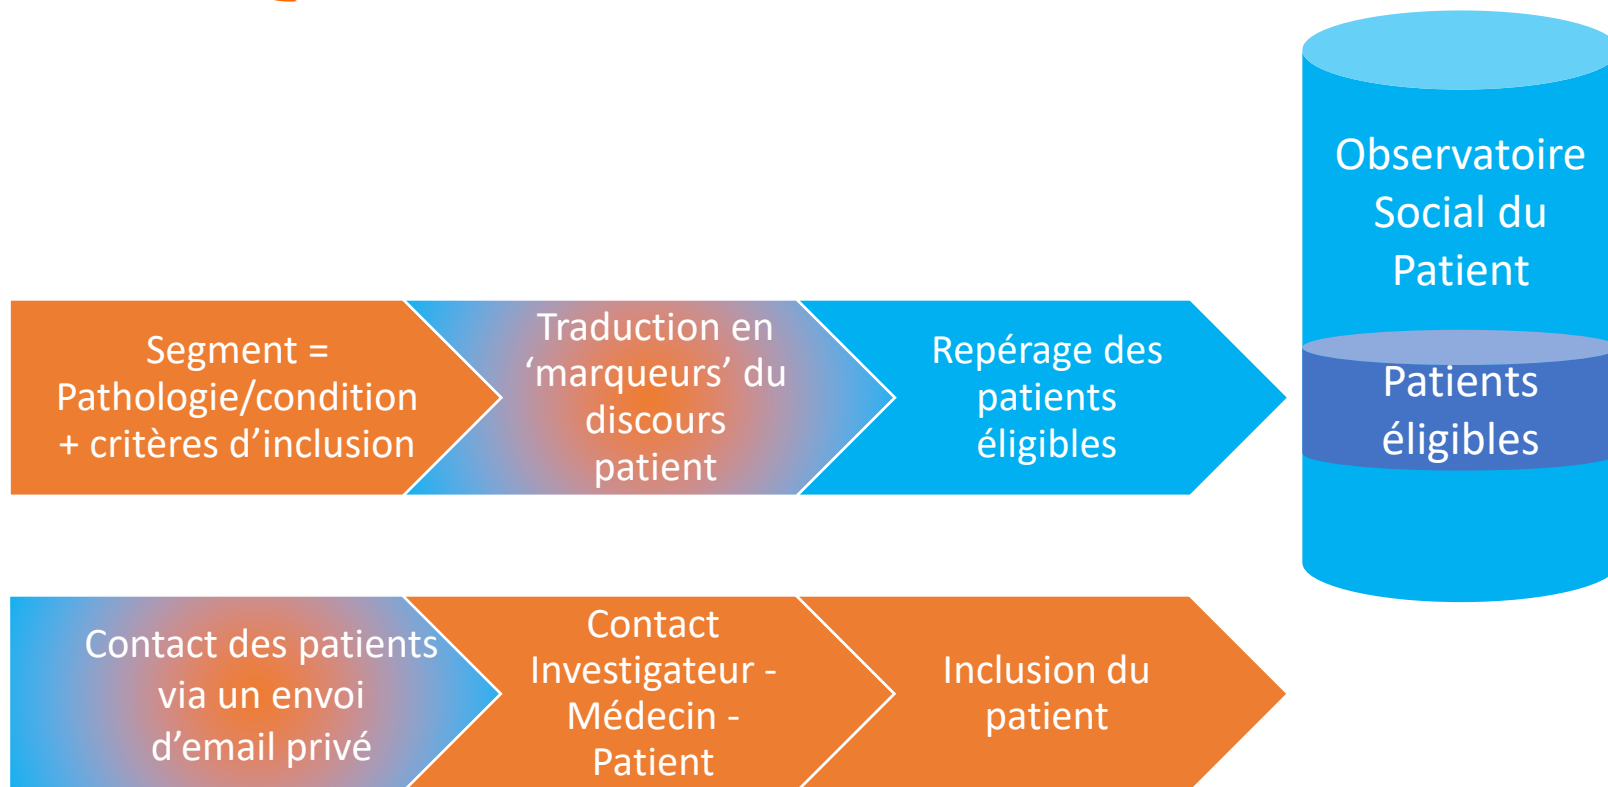 Segment =
Pathologie/condition
+ critères d’inclusion
Traduction en
‘marqueurs’ du
discours
patient
Repérage des
patients
éligibles
Observatoire
Social du
Patient
Patients
éligibles
Contact des patients
via un envoi
d’email privé
Contact
Investigateur -
Médecin -
Patient
Inclusion du
patient